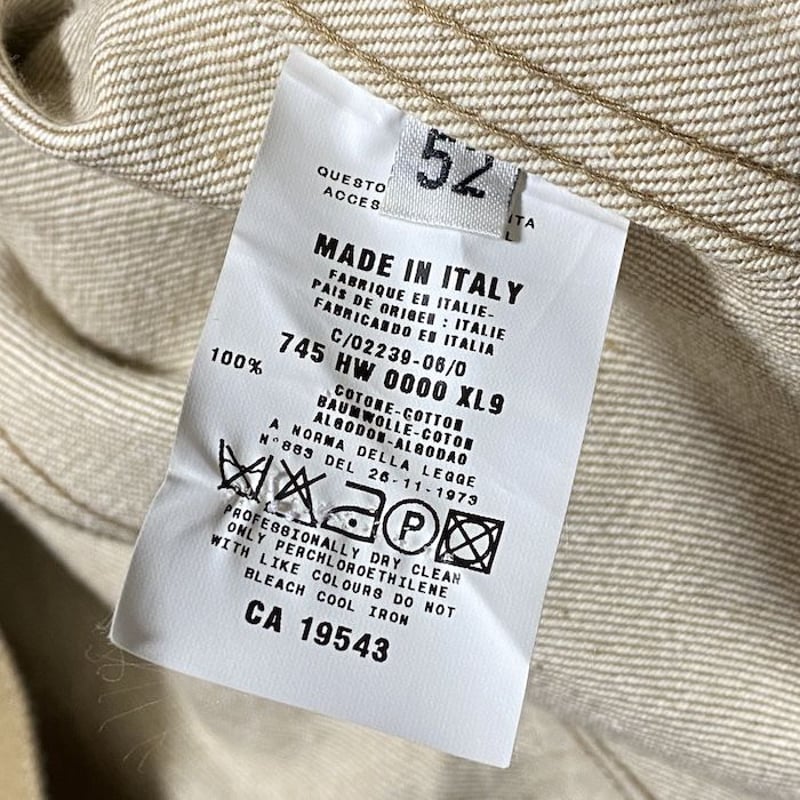 52
QUESTO
ACCES
ITA
L
MADE IN ITALY
FABRIQUE EN ITALIE-
PAIS DE ORIGEN : ITALIE
FABRICANDO EN ITALIA
C/02239-06/0
745 HW 0000 XL9
100%
COTONE-COTTON
BAUMWOLLE-COTON
ALGODON-ALGODAO
A NORMA DELLA LEGGE
N°883 DEL 26-11-1973
P
PROFESSIONALLY DRY CLEAN
ONLY PERCHLOROETHILENE
WITH LIKE COLOURS DO NOT
BLEACH COOL IRON
CA 19543